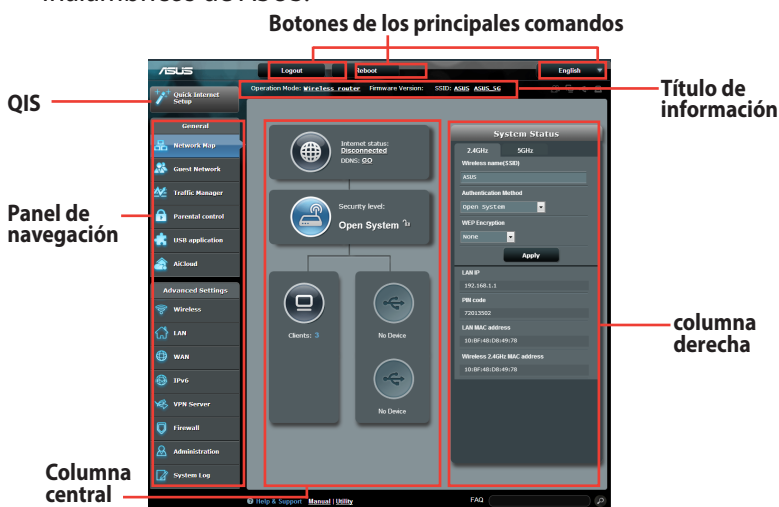 Botones de los principales comandos
ASUS
Logout
Reboot
English
QIS
Quick Internet Setup
Operation Mode: Wireless router Firmware Version: SSID: ASUS ASUS_5G
Título de información
General
Network Map
Guest Network
Traffic Manager
Parental control
USB application
AiCloud
Panel de navegación
Advanced Settings
Wireless
LAN
WAN
IPv6
VPN Server
Firewall
Administration
System Log
Internet status:
Disconnected
DDNS: GO
Security level:
Open System
Clients: 3
No Device
No Device
System Status
2.4GHz 5GHz
Wireless name(SSID)
ASUS
Authentication Method
Open System
WEP Encryption
None
Apply
LAN IP
192.168.1.1
PIN code
72013502
LAN MAC address
10:BF:48:D8:49:78
Wireless 2.4GHz MAC address
10:BF:48:D8:49:78
columna derecha
Columna central
Help & Support Manual | Utility
FAQ